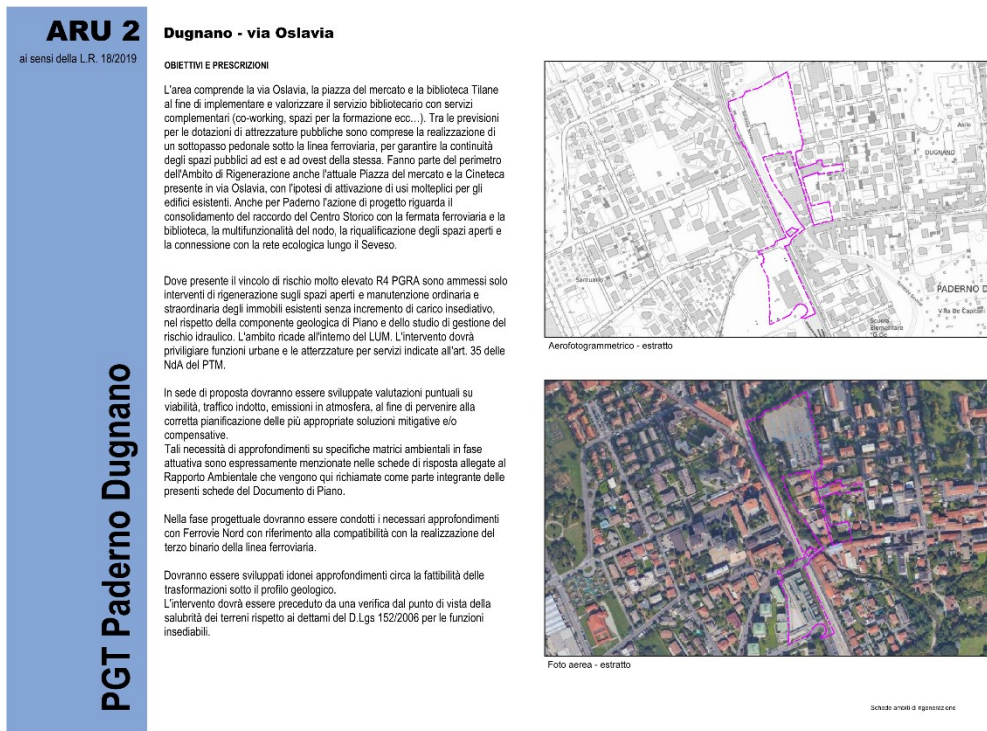 ARU 2
ai sensi della L.R. 18/2019
PGT Paderno Dugnano
Dugnano - via Oslavia
OBIETTIVI E PRESCRIZIONI
L'area comprende la via Oslavia, la piazza del mercato e la biblioteca Tilane
al fine di implementare e valorizzare il servizio bibliotecario con servizi
complementari (co-working, spazi per la formazione ecc...). Tra le previsioni
per le dotazioni di attrezzature pubbliche sono comprese la realizzazione di
un sottopasso pedonale sotto la linea ferroviaria, per garantire la continuità
degli spazi pubblici ad est e ad ovest della stessa. Fanno parte del perimetro
dell'Ambito di Rigenerazione anche l'attuale Piazza del mercato e la Cineteca
presente in via Oslavia, con l'ipotesi di attivazione di usi molteplici per gli
edifici esistenti. Anche per Paderno l'azione di progetto riguarda il
consolidamento del raccordo del Centro Storico con la fermata ferroviaria e la
biblioteca, la multifunzionalità del nodo, la riqualificazione degli spazi aperti e
la connessione con la rete ecologica lungo il Seveso.
Dove presente il vincolo di rischio molto elevato R4 PGRA sono ammessi solo
interventi di rigenerazione sugli spazi aperti e manutenzione ordinaria e
straordinaria degli immobili esistenti senza incremento di carico insediativo,
nel rispetto della componente geologica di Piano e dello studio di gestione del
rischio idraulico. L'ambito ricade all'interno del LUM. L'intervento dovrà
priviligiare funzioni urbane e le atterzzature per servizi indicate all'art. 35 delle
NdA del PTM.
In sede di proposta dovranno essere sviluppate valutazioni puntuali su
viabilità, traffico indotto, emissioni in atmosfera, al fine di pervenire alla
corretta pianificazione delle più appropriate soluzioni mitigative e/o
compensative.
Tali necessità di approfondimenti su specifiche matrici ambientali in fase
attuativa sono espressamente menzionate nelle schede di risposta allegate al
Rapporto Ambientale che vengono qui richiamate come parte integrante delle
presenti schede del Documento di Piano.
Nella fase progettuale dovranno essere condotti i necessari approfondimenti
con Ferrovie Nord con riferimento alla compatibilità con la realizzazione del
terzo binario della linea ferroviaria.
Dovranno essere sviluppati idonei approfondimenti circa la fattibilità delle
trasformazioni sotto il profilo geologico.
L'intervento dovrà essere preceduto da una verifica dal punto di vista della
salubrità dei terreni rispetto ai dettami del D.Lgs 152/2006 per le funzioni
insediabili.
DUGNANO
Santuario
PADERNO D
Villa De Capitani
Scuola
Elementare
Aerofotogrammetrico - estratto
Foto aerea - estratto
Schede ambiti di rigenerazione